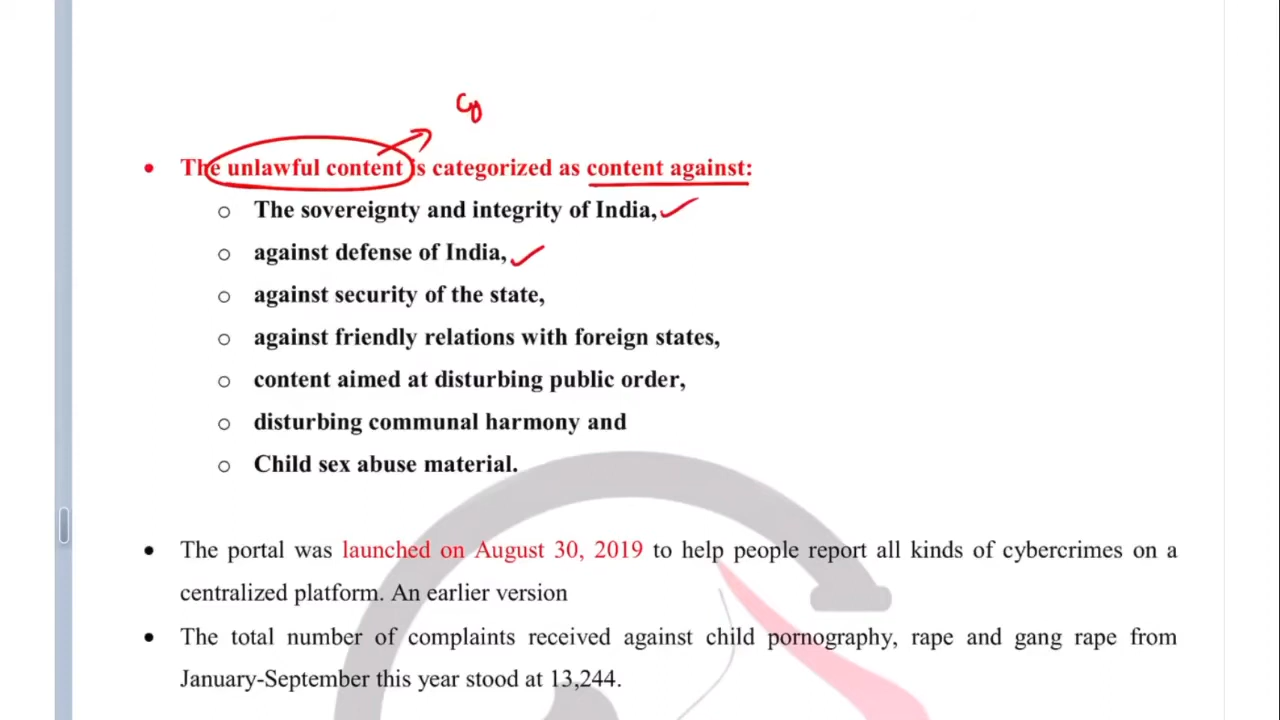 The unlawful content is categorized as content against:
The sovereignty and integrity of India,
against defense of India,
against security of the state,
against friendly relations with foreign states,
content aimed at disturbing public order,
disturbing communal harmony and
Child sex abuse material.
The portal was launched on August 30, 2019 to help people report all kinds of cybercrimes on a
centralized platform. An earlier version
The total number of complaints received against child pornography, rape and gang rape from
January-September this year stood at 13,244.